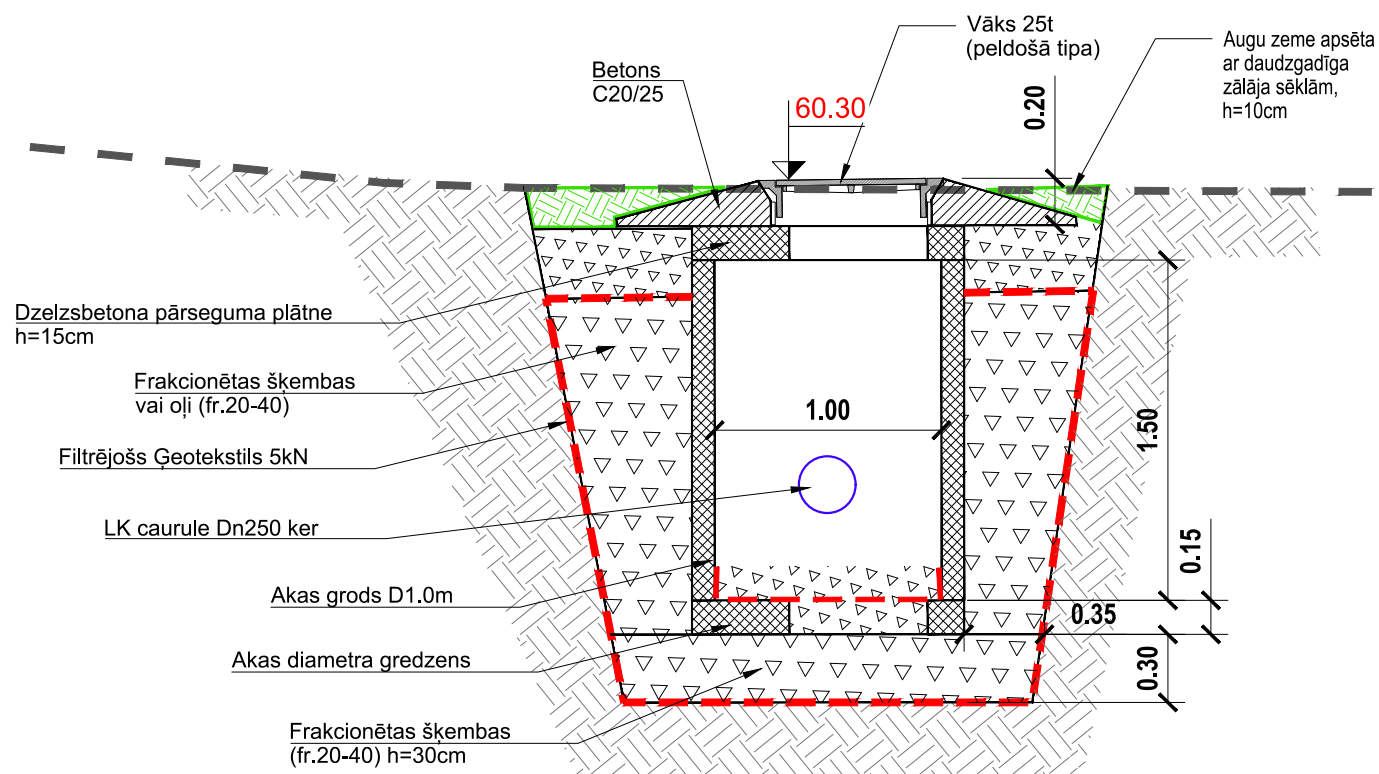 Vāks 25t
(peldošā tipa)
Augu zeme apsēta
ar daudzgadīga
zālāja sēklām,
h=10cm
Betons
C20/25
60.30
0.20
Dzelzsbetona pārseguma plātne
h=15cm
Frakcionētas šķembas
vai oļi (fr.20-40)
1.00
1.50
Filtrējošs Ģeotekstils 5kN
LK caurule Dn250 ker
0.15
Akas grods D1.0m
0.35
Akas diametra gredzens
0.30
Frakcionētas šķembas
(fr.20-40) h=30cm